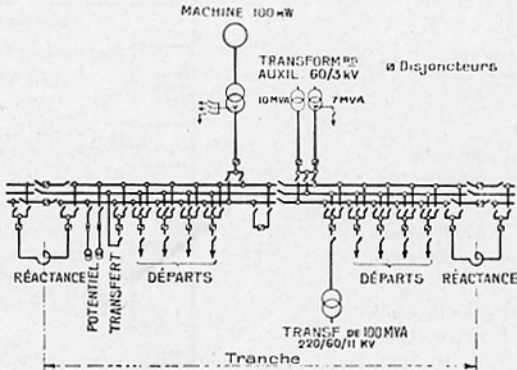 MACHINE 100 MW
TRANSFORM RS
AUXIL. 60/3 kV
Ø Disjoncteurs
10 MVA
7 MVA
RÉACTANCE
POTENTIEL
TRANSFERT
DÉPARTS
DÉPARTS
RÉACTANCE
TRANSF DE 100 MVA
220/60/11 KV
Tranche